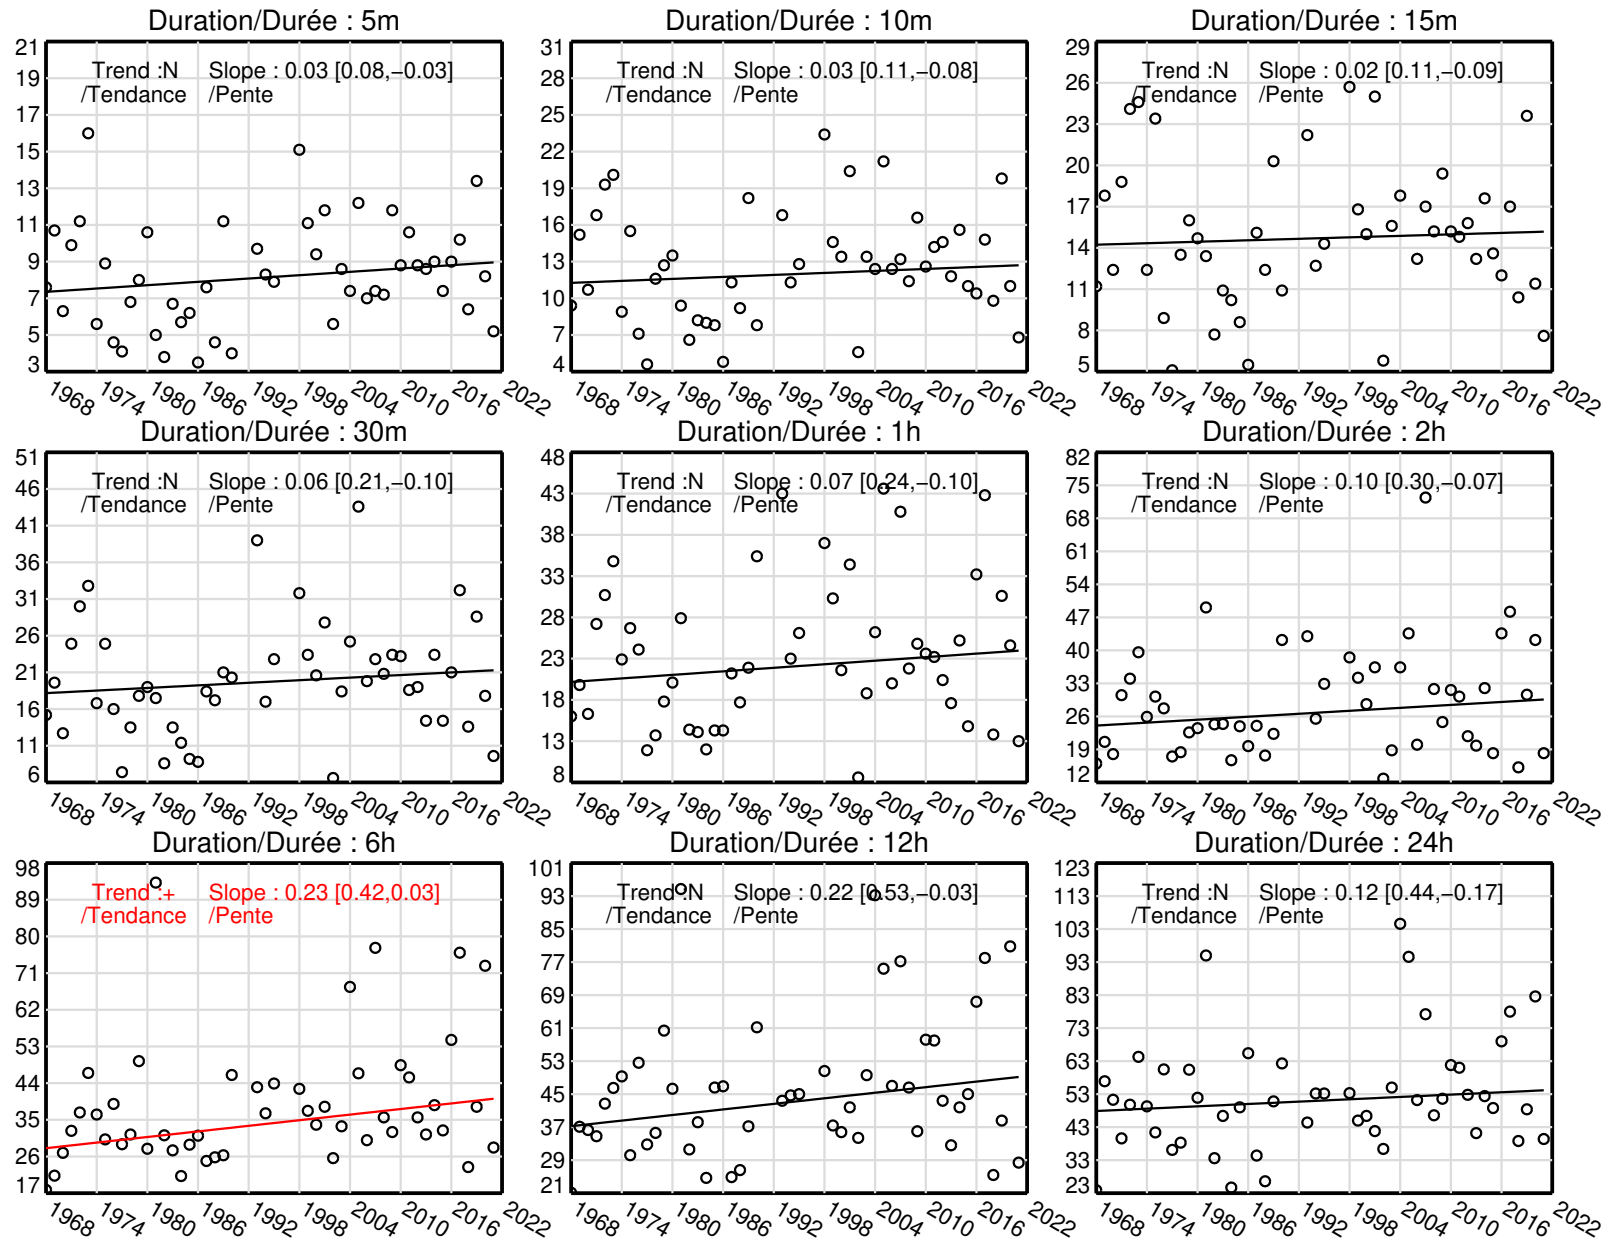 Duration/Durée : 5m
21
19
17
15
13
11
9
7
5
3
Trend :N Slope : 0.03 [0.08,−0.03]
/Tendance /Pente
1968 1974 1980 1986 1992 1998 2004 2010 2016 2022
Duration/Durée : 10m
31
28
25
22
19
16
13
10
7
4
Trend :N Slope : 0.03 [0.11,−0.08]
/Tendance /Pente
1968 1974 1980 1986 1992 1998 2004 2010 2016 2022
Duration/Durée : 15m
29
26
23
20
17
14
11
8
5
Trend :N Slope : 0.02 [0.11,−0.09]
/Tendance /Pente
1968 1974 1980 1986 1992 1998 2004 2010 2016 2022
Duration/Durée : 30m
51
46
41
36
31
26
21
16
11
6
Trend :N Slope : 0.06 [0.21,−0.10]
/Tendance /Pente
1968 1974 1980 1986 1992 1998 2004 2010 2016 2022
Duration/Durée : 1h
48
43
38
33
28
23
18
13
8
Trend :N Slope : 0.07 [0.24,−0.10]
/Tendance /Pente
1968 1974 1980 1986 1992 1998 2004 2010 2016 2022
Duration/Durée : 2h
82
75
68
61
54
47
40
33
26
19
12
Trend :N Slope : 0.10 [0.30,−0.07]
/Tendance /Pente
1968 1974 1980 1986 1992 1998 2004 2010 2016 2022
Duration/Durée : 6h
98
89
80
71
62
53
44
35
26
17
Trend :+ Slope : 0.23 [0.42,0.03]
/Tendance /Pente
1968 1974 1980 1986 1992 1998 2004 2010 2016 2022
Duration/Durée : 12h
101
93
85
77
69
61
53
45
37
29
21
Trend :N Slope : 0.22 [0.53,−0.03]
/Tendance /Pente
1968 1974 1980 1986 1992 1998 2004 2010 2016 2022
Duration/Durée : 24h
123
113
103
93
83
73
63
53
43
33
23
Trend :N Slope : 0.12 [0.44,−0.17]
/Tendance /Pente
1968 1974 1980 1986 1992 1998 2004 2010 2016 2022